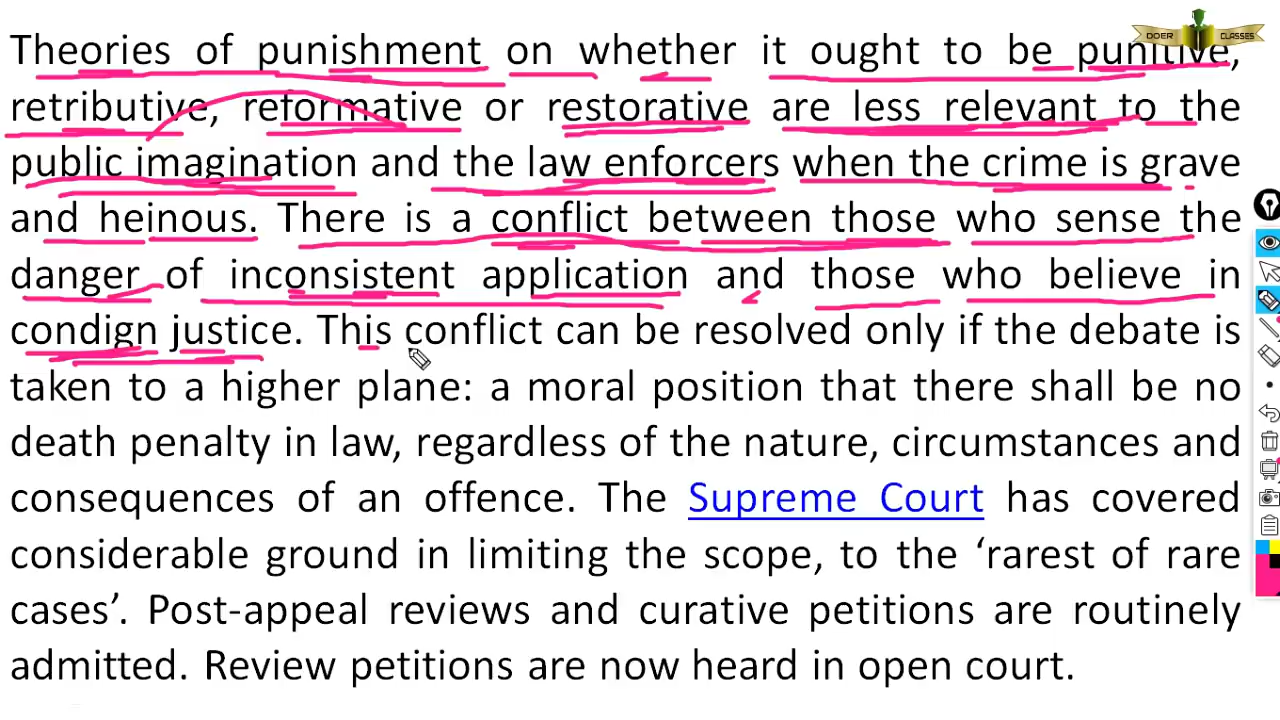 DOER CLASSES
Theories of punishment on whether it ought to be punitive,
retributive, reformative or restorative are less relevant to the
public imagination and the law enforcers when the crime is grave
and heinous. There is a conflict between those who sense the
danger of inconsistent application and those who believe in
condign justice. This conflict can be resolved only if the debate is
taken to a higher plane: a moral position that there shall be no
death penalty in law, regardless of the nature, circumstances and
consequences of an offence. The Supreme Court has covered
considerable ground in limiting the scope, to the ‘rarest of rare
cases’. Post-appeal reviews and curative petitions are routinely
admitted. Review petitions are now heard in open court.